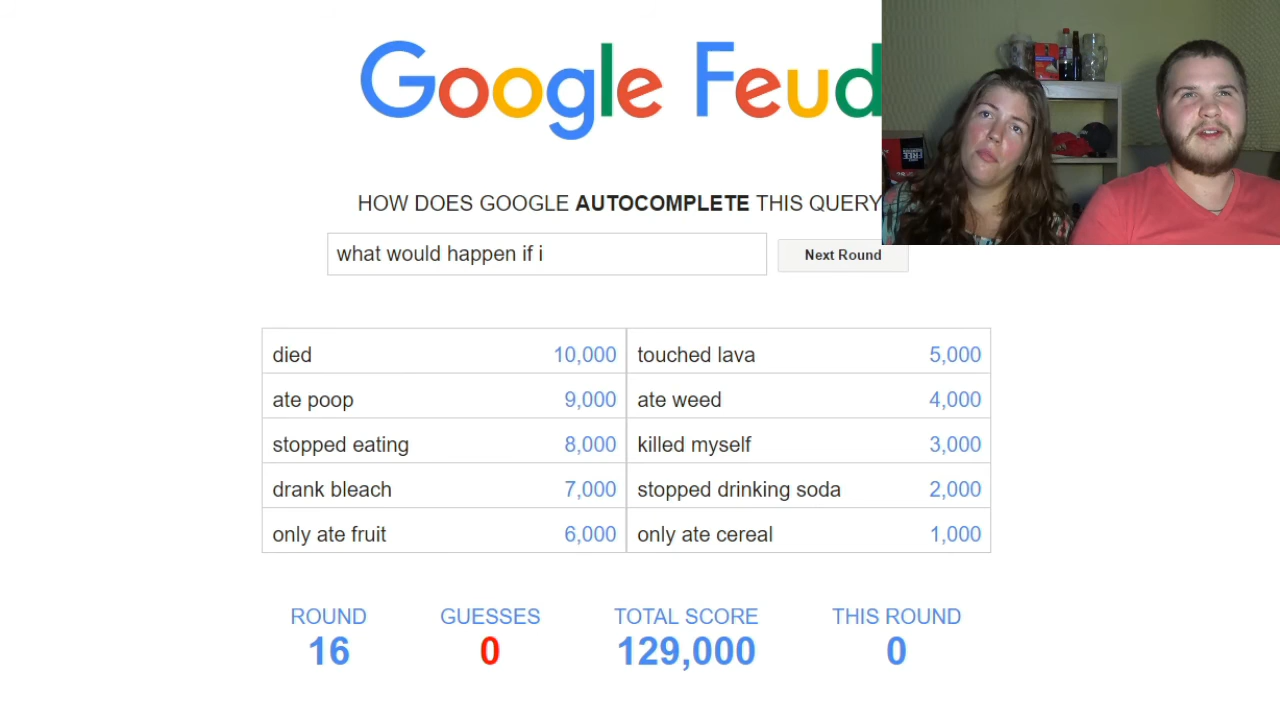 Google Feud
HOW DOES GOOGLE AUTOCOMPLETE THIS QUERY
what would happen if i
Next Round
died 10,000 touched lava 5,000
ate poop 9,000 ate weed 4,000
stopped eating 8,000 killed myself 3,000
drank bleach 7,000 stopped drinking soda 2,000
only ate fruit 6,000 only ate cereal 1,000
ROUND GUESSES TOTAL SCORE THIS ROUND
16 0 129,000 0